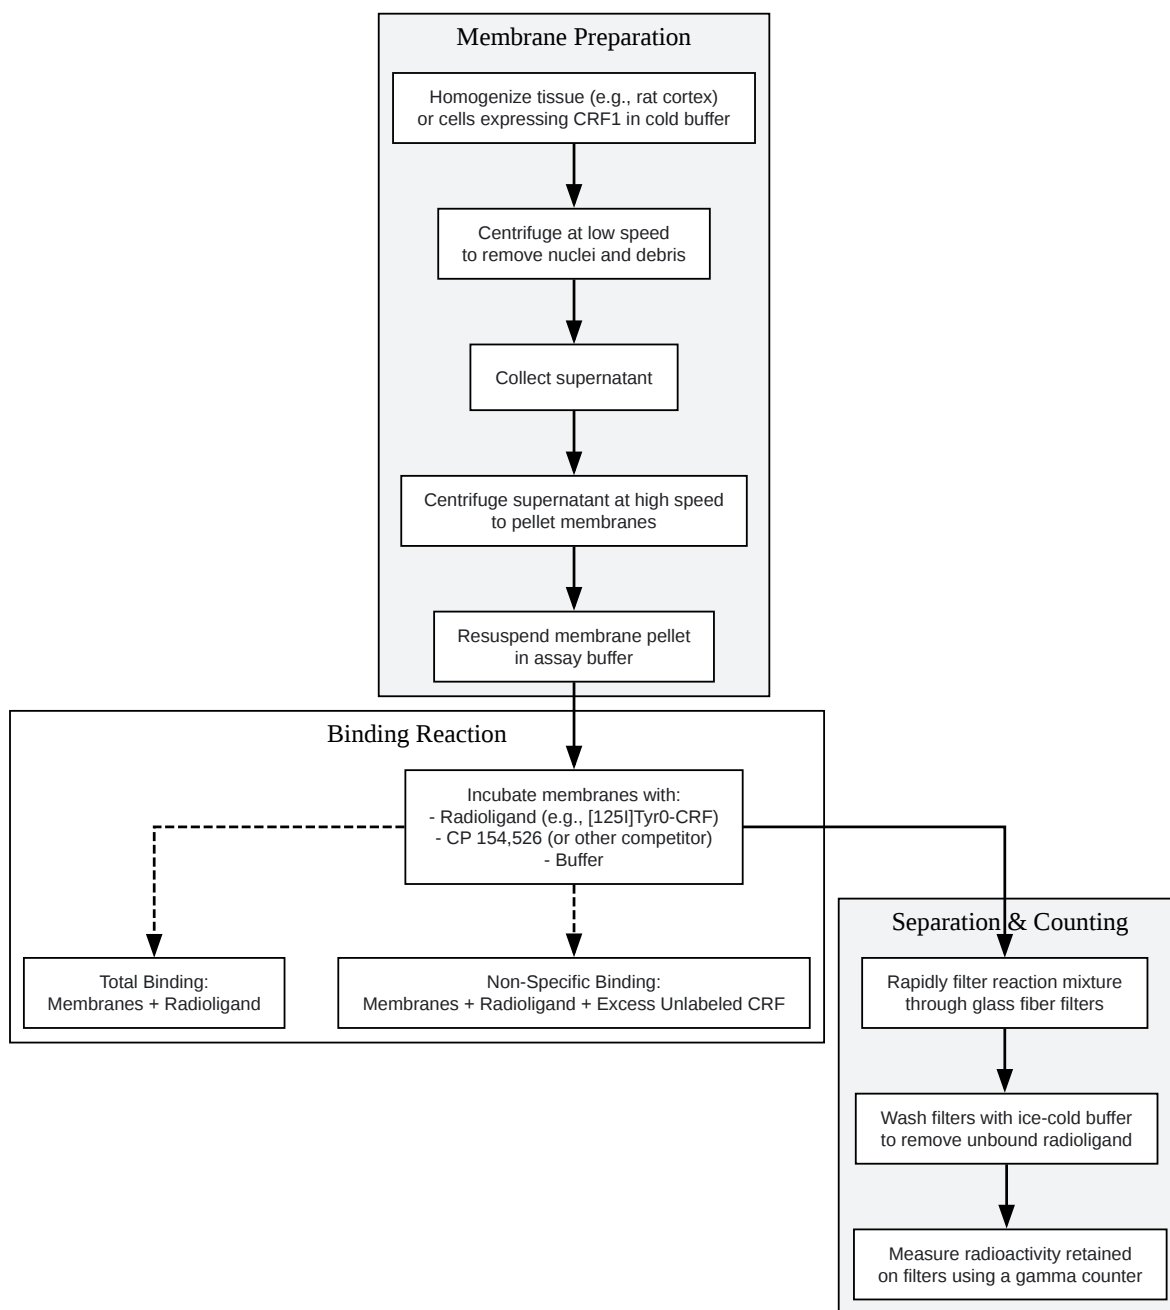 Membrane Preparation
Homogenize tissue (e.g., rat cortex)
or cells expressing CRF1 in cold buffer
Centrifuge at low speed
to remove nuclei and debris
Collect supernatant
Centrifuge supernatant at high speed
to pellet membranes
Resuspend membrane pellet
in assay buffer
Binding Reaction
Incubate membranes with:
- Radioligand (e.g., [125I]Tyr0-CRF)
- CP 154,526 (or other competitor)
- Buffer
Total Binding:
Membranes + Radioligand
Non-Specific Binding:
Membranes + Radioligand + Excess Unlabeled CRF
Separation & Counting
Rapidly filter reaction mixture
through glass fiber filters
Wash filters with ice-cold buffer
to remove unbound radioligand
Measure radioactivity retained
on filters using a gamma counter